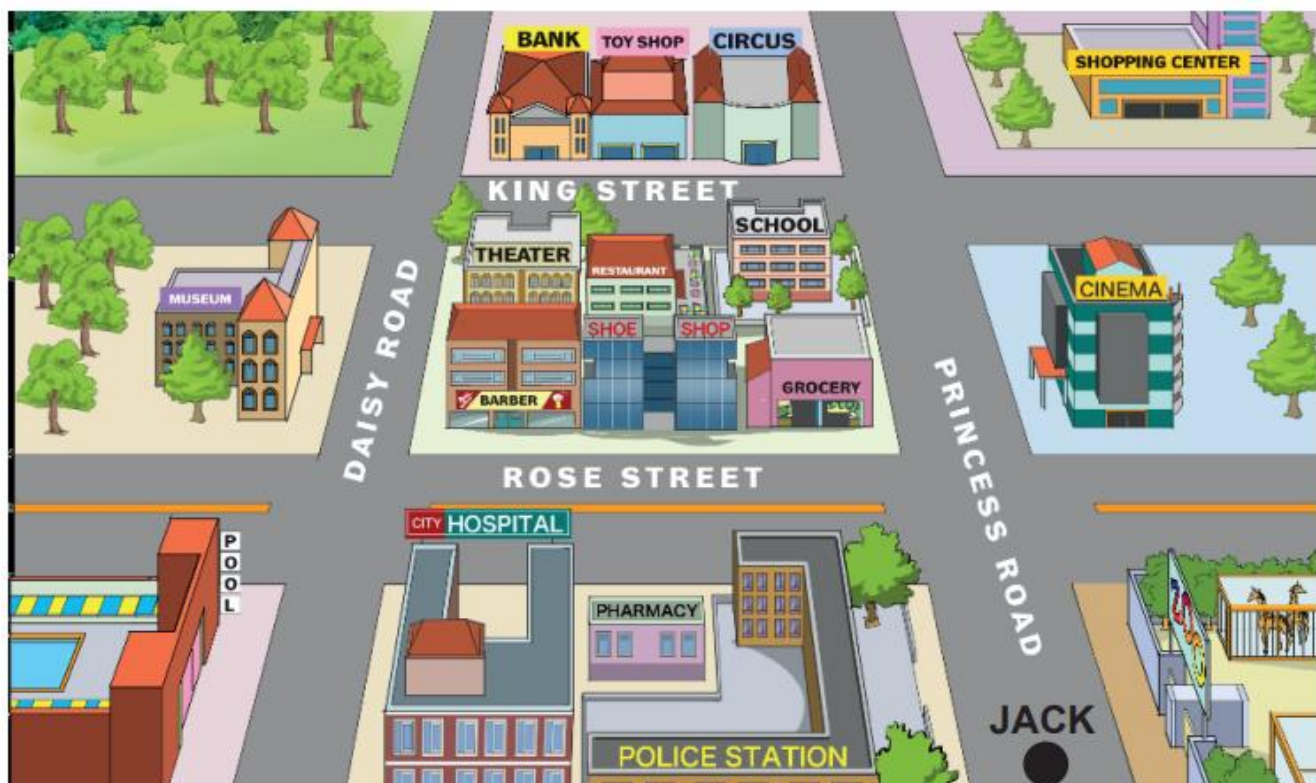 BANK
TOY SHOP
CIRCUS
SHOPPING CENTER
KING STREET
MUSEUM
THEATER
RESTAURANT
SCHOOL
CINEMA
DAISY ROAD
SHOE SHOP
BARBER
GROCERY
PRINCESS ROAD
ROSE STREET
POOL
CITY HOSPITAL
PHARMACY
POLICE STATION
JACK